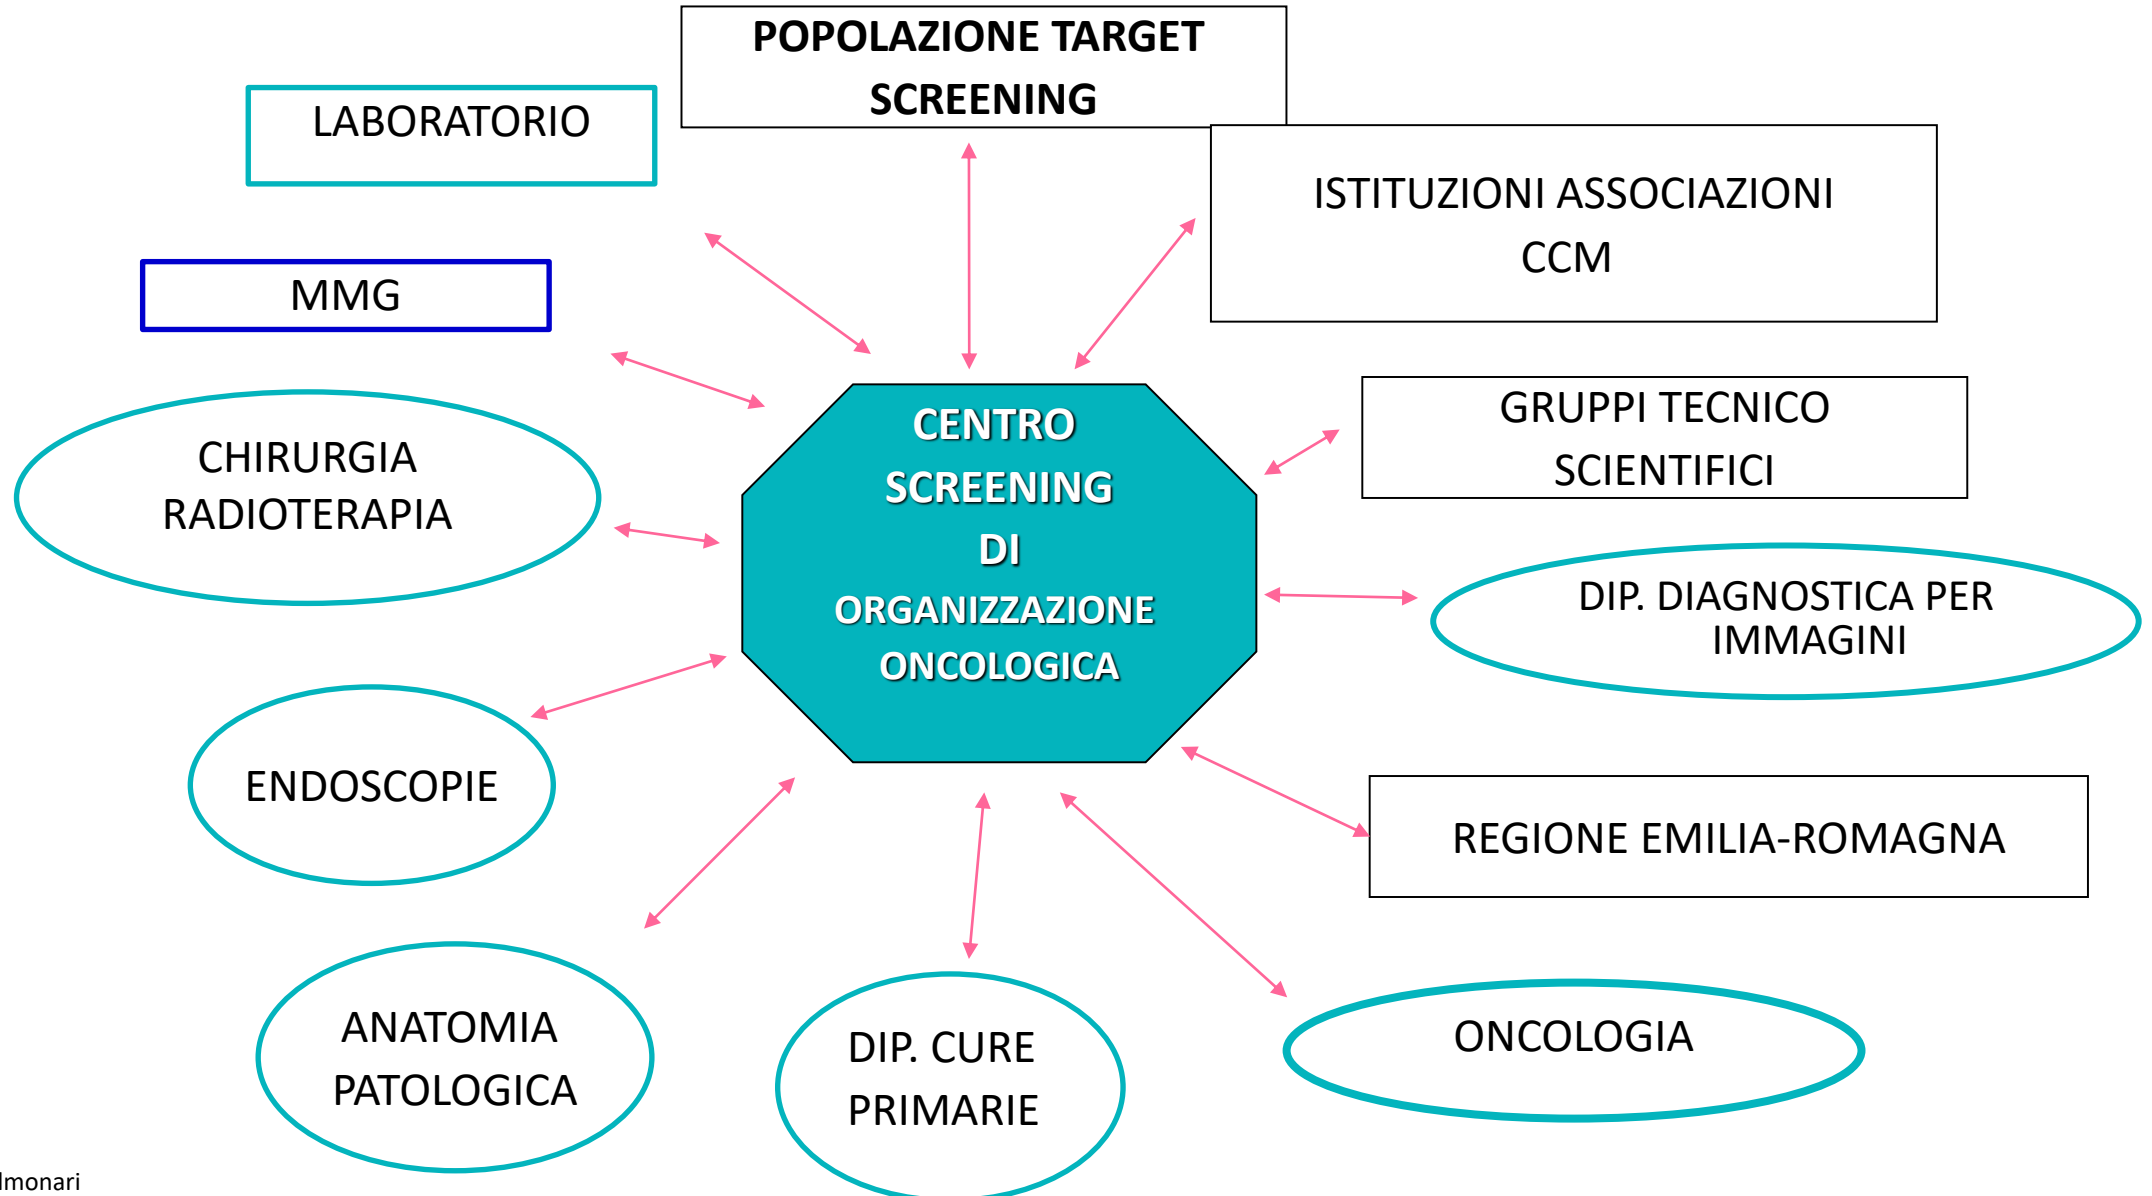 POPOLAZIONE TARGET
SCREENING
LABORATORIO
ISTITUZIONI ASSOCIAZIONI
CCM
MMG
GRUPPI TECNICO
SCIENTIFICI
CHIRURGIA
RADIOTERAPIA
CENTRO
SCREENING
DI
ORGANIZZAZIONE
ONCOLOGICA
DIP. DIAGNOSTICA PER
IMMAGINI
ENDOSCOPIE
REGIONE EMILIA-ROMAGNA
ANATOMIA
PATOLOGICA
DIP. CURE
PRIMARIE
ONCOLOGIA